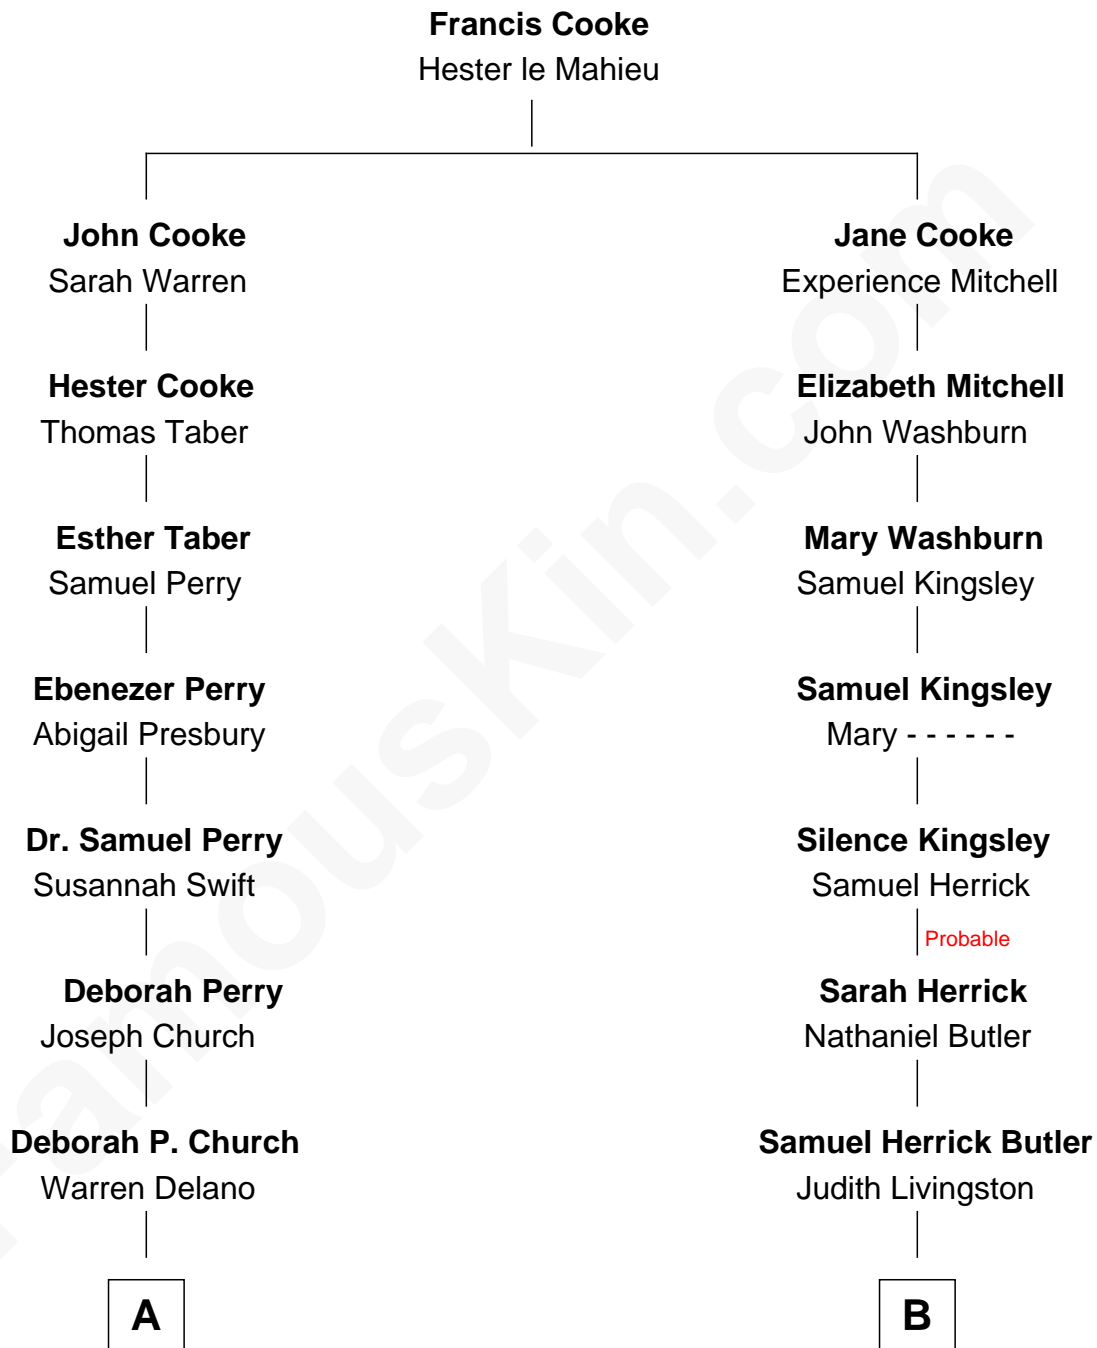 Francis Cooke
Hester le Mahieu
John Cooke
Sarah Warren
Jane Cooke
Experience Mitchell
Hester Cooke
Thomas Taber
Elizabeth Mitchell
John Washburn
Esther Taber
Samuel Perry
Mary Washburn
Samuel Kingsley
Ebenezer Perry
Abigail Presbury
Samuel Kingsley
Mary - - - - - -
Dr. Samuel Perry
Susannah Swift
Silence Kingsley
Samuel Herrick
Probable
Deborah Perry
Joseph Church
Sarah Herrick
Nathaniel Butler
Deborah P. Church
Warren Delano
Samuel Herrick Butler
Judith Livingston
A
B
FamousKin.com